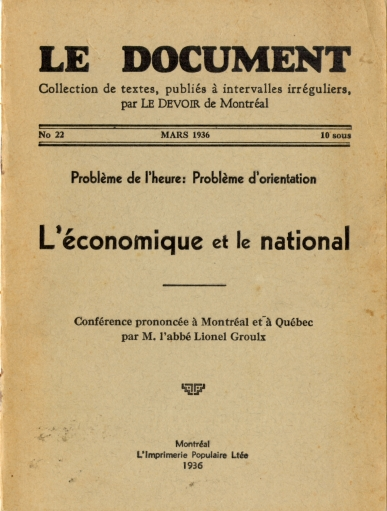 LE DOCUMENT
Collection de textes, publiés à intervalles irréguliers,
par LE DEVOIR de Montréal
No 22 MARS 1936 10 sous
Problème de l'heure: Problème d'orientation
L'économique et le national
Conférence prononcée à Montréal et à Québec
par M. l'abbé Lionel Groulx
Montréal
L'Imprimerie Populaire Ltée
1936